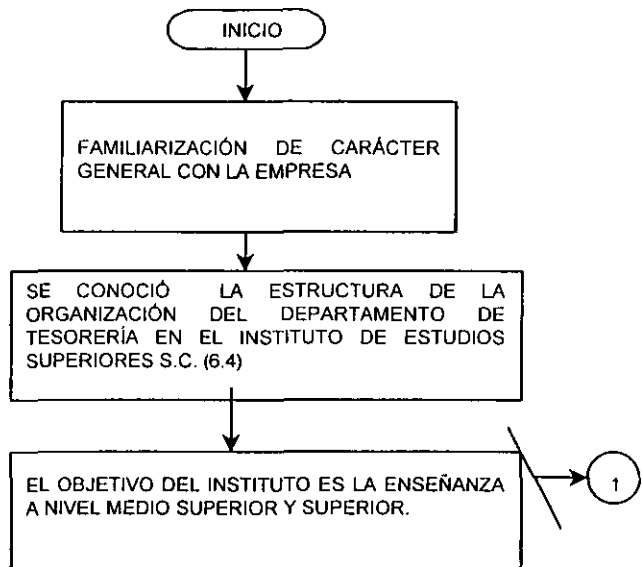 INICIO
FAMILIARIZACIÓN DE CARÁCTER
GENERAL CON LA EMPRESA
SE CONOCIÓ LA ESTRUCTURA DE LA
ORGANIZACIÓN DEL DEPARTAMENTO DE
TESORERÍA EN EL INSTITUTO DE ESTUDIOS
SUPERIORES S.C. (6.4)
EL OBJETIVO DEL INSTITUTO ES LA ENSEÑANZA
A NIVEL MEDIO SUPERIOR Y SUPERIOR.
1